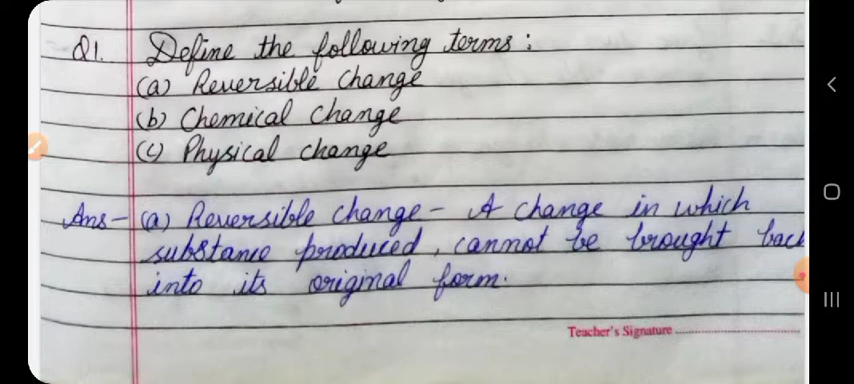 Q1. Define the following terms:
(a) Reversible change
(b) Chemical change
(c) Physical change
Ans- (a) Reversible change - A change in which
substance produced, cannot be brought back
into its original form.
Teacher's Signature